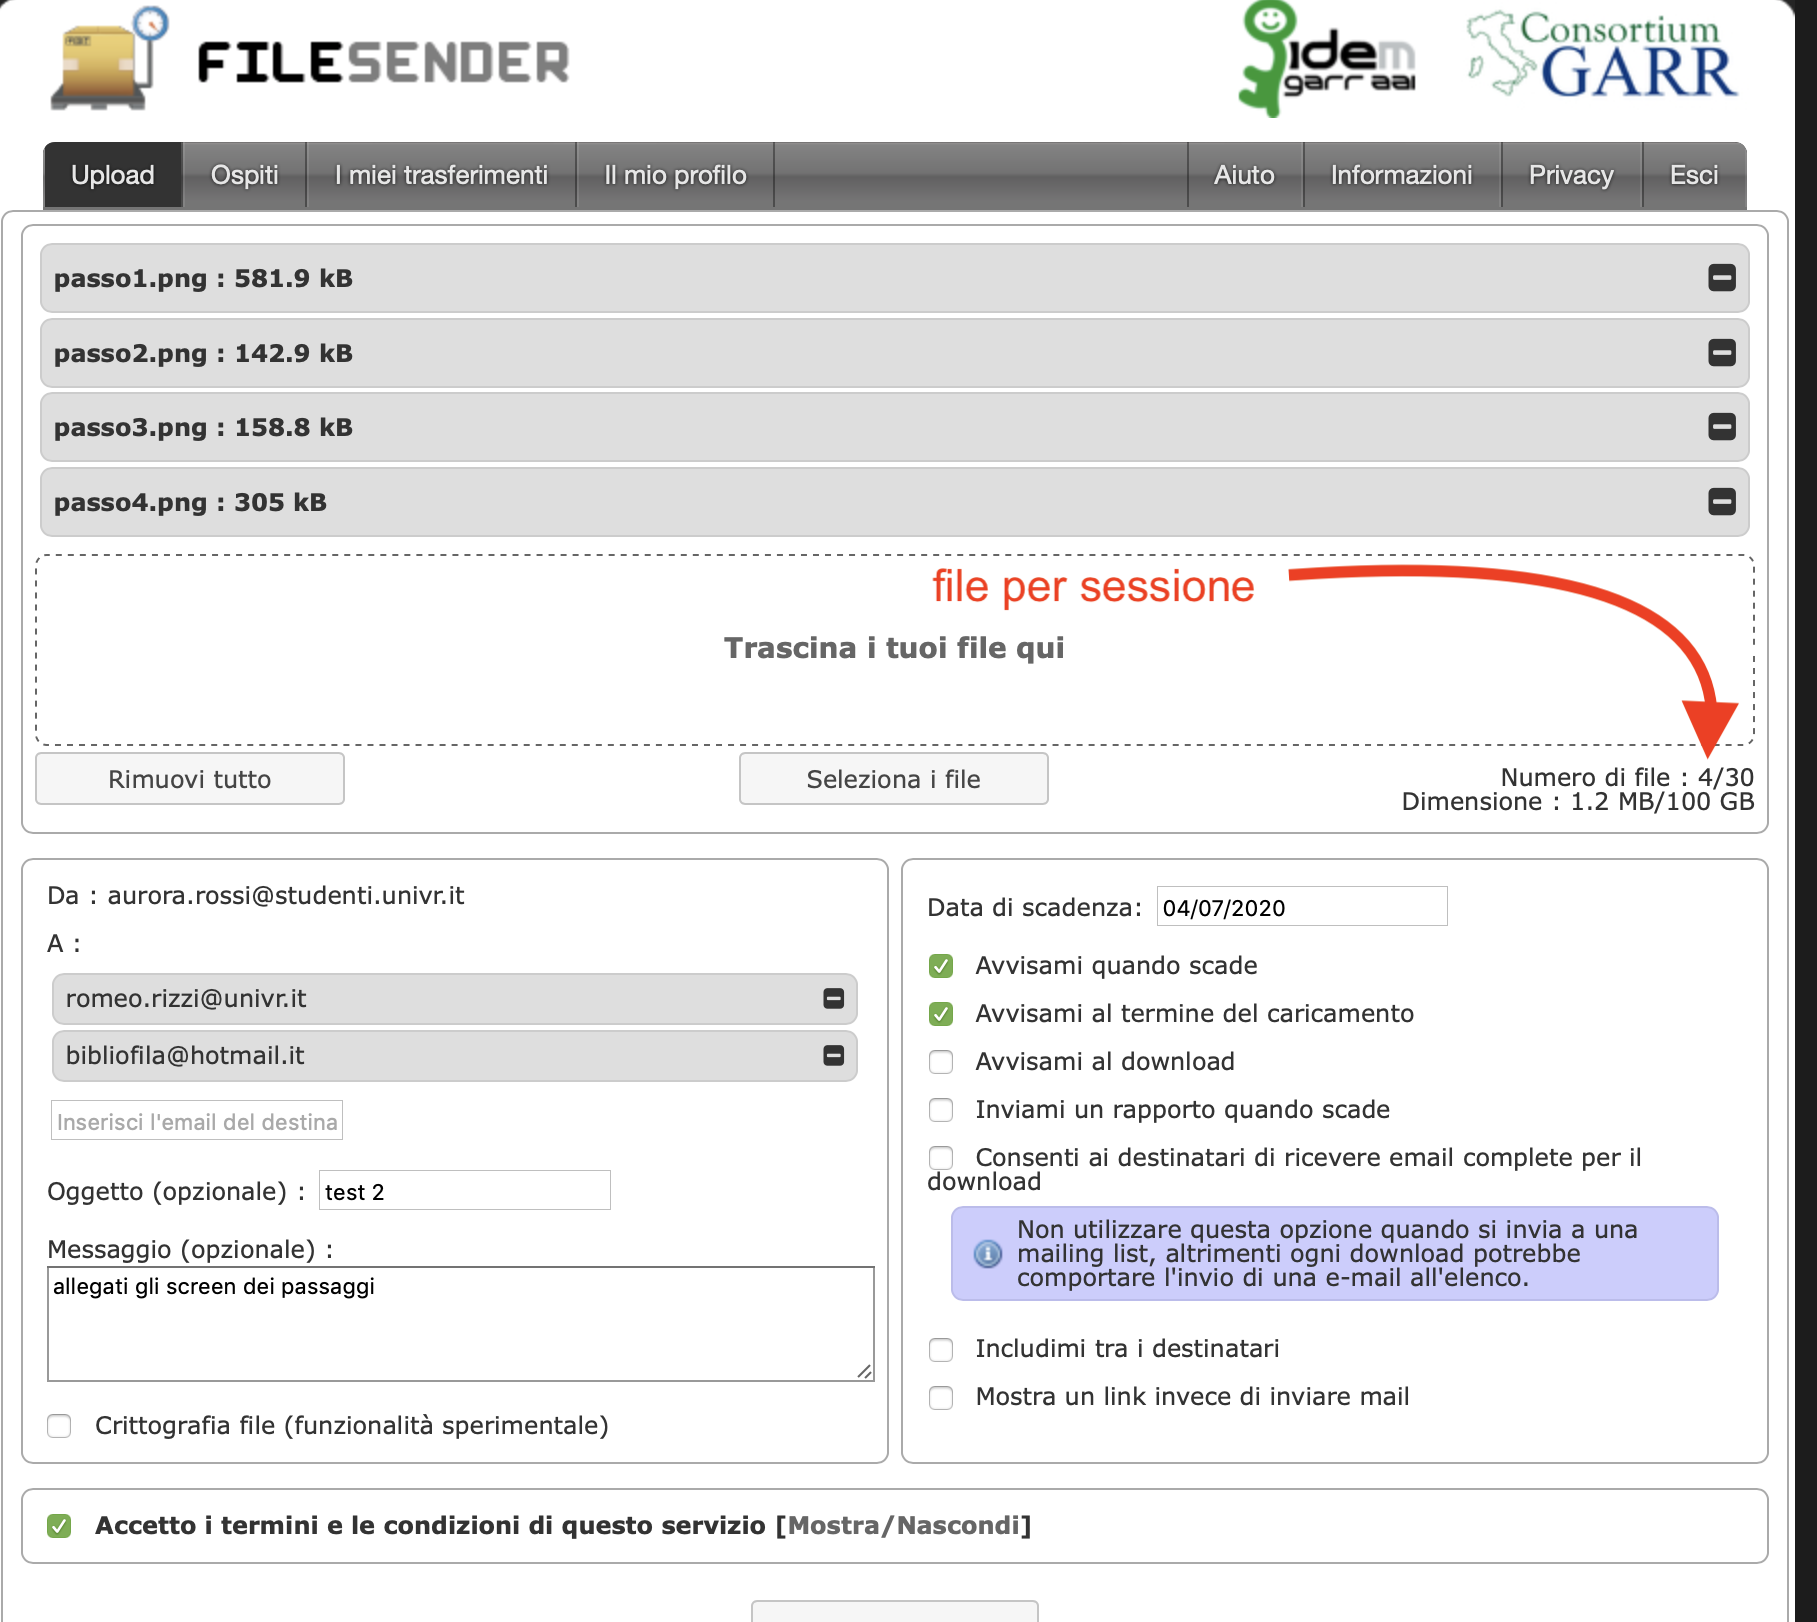 FILESENDER
idem
garr aai
Consortium
GARR
Upload
Ospiti
I miei trasferimenti
Il mio profilo
Aiuto
Informazioni
Privacy
Esci
passo1.png : 581.9 kB
passo2.png : 142.9 kB
passo3.png : 158.8 kB
passo4.png : 305 kB
file per sessione
Trascina i tuoi file qui
Rimuovi tutto
Seleziona i file
Numero di file : 4/30
Dimensione : 1.2 MB/100 GB
Da : aurora.rossi@studenti.univr.it
A :
romeo.rizzi@univr.it
bibliofila@hotmail.it
Inserisci l'email del destina
Oggetto (opzionale) : test 2
Messaggio (opzionale) :
allegati gli screen dei passaggi
Crittografia file (funzionalità sperimentale)
Data di scadenza: 04/07/2020
Avvisami quando scade
Avvisami al termine del caricamento
Avvisami al download
Inviami un rapporto quando scade
Consenti ai destinatari di ricevere email complete per il
download
Non utilizzare questa opzione quando si invia a una
mailing list, altrimenti ogni download potrebbe
comportare l'invio di una e-mail all'elenco.
Includimi tra i destinatari
Mostra un link invece di inviare mail
Accetto i termini e le condizioni di questo servizio [Mostra/Nascondi]